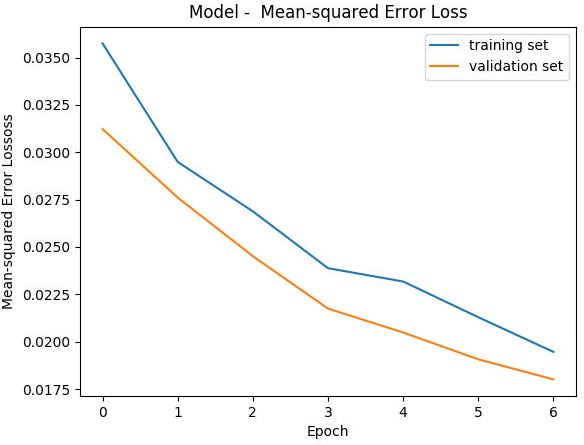 Model -  Mean-squared Error Loss
training set
validation set
Mean-squared Error Lossoss
0.0350
0.0325
0.0300
0.0275
0.0250
0.0225
0.0200
0.0175
0 1 2 3 4 5 6
Epoch